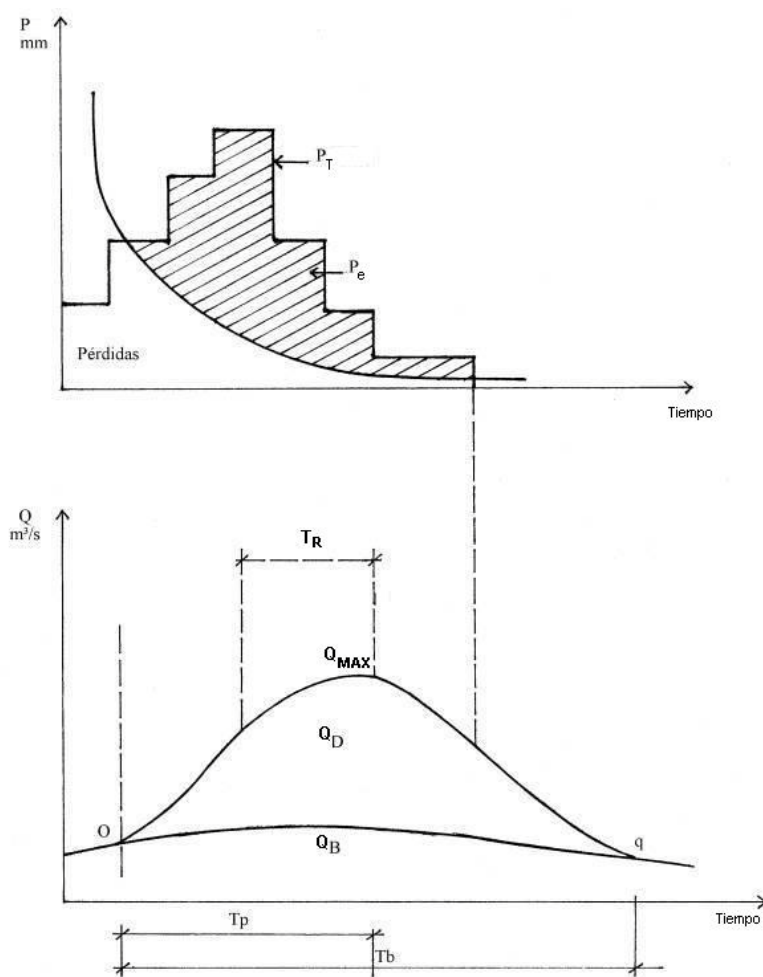 P
mm
P_T
P_e
Pérdidas
Tiempo
Q
m³/s
T_R
Q_MAX
Q_D
O
Q_B
q
Tiempo
Tp
Tb